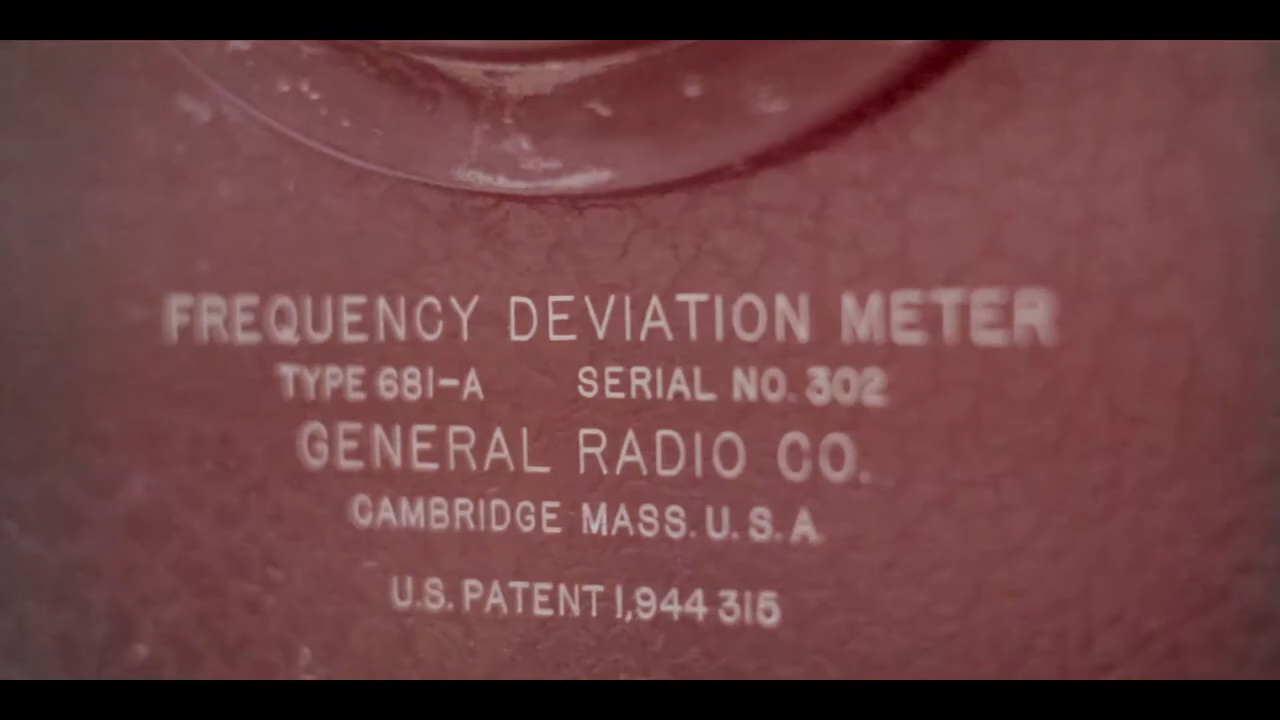 FREQUENCY DEVIATION METER
TYPE 681-A SERIAL NO. 302
GENERAL RADIO CO.
CAMBRIDGE MASS. U. S. A.
U.S. PATENT 1,944 315